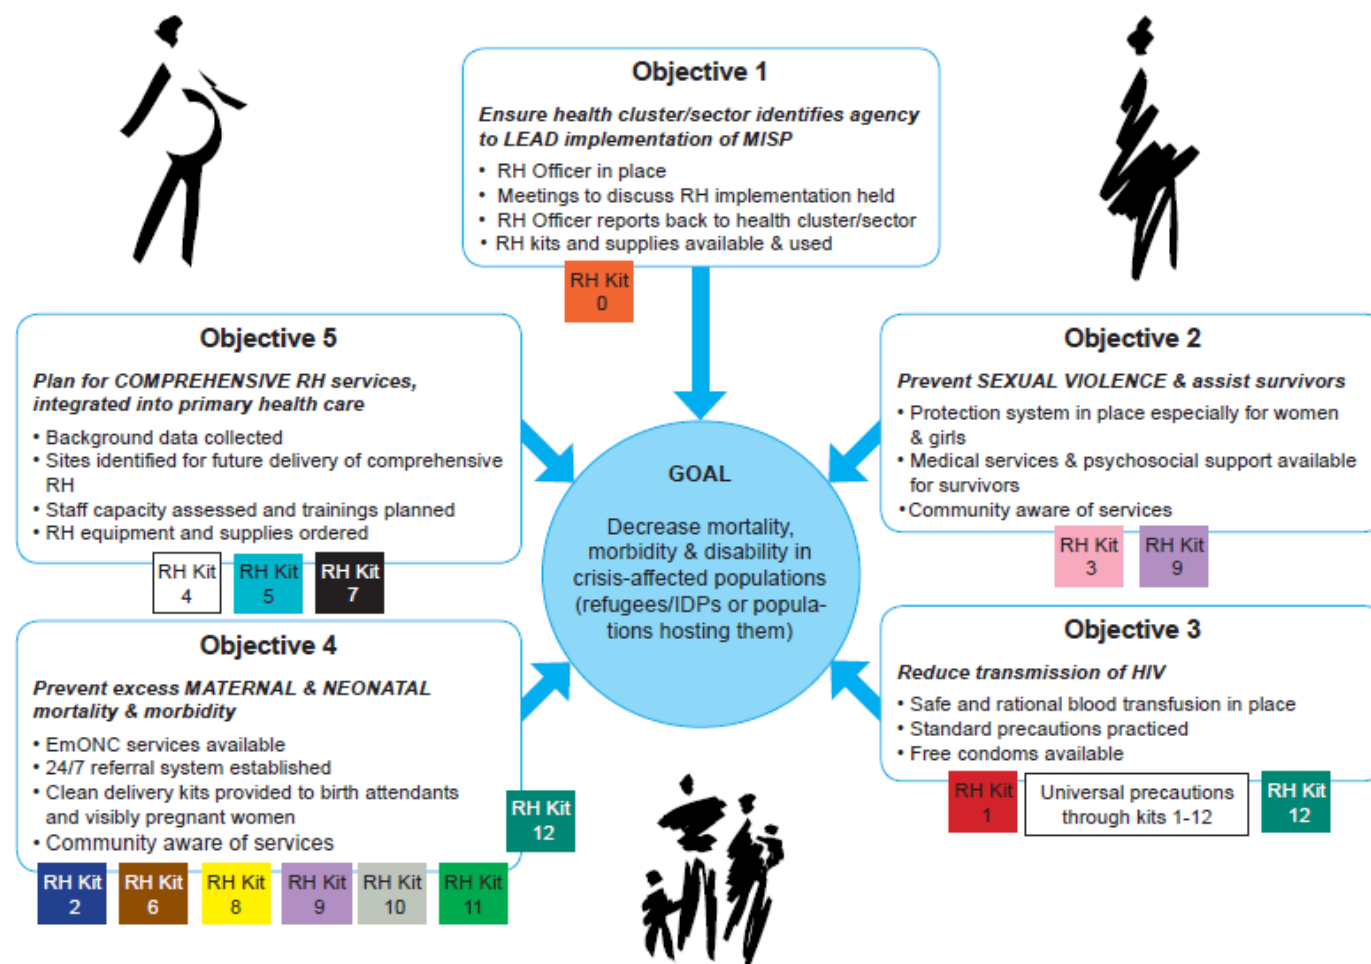 Objective 1
Ensure health cluster/sector identifies agency
to LEAD implementation of MISP
• RH Officer in place
• Meetings to discuss RH implementation held
• RH Officer reports back to health cluster/sector
• RH kits and supplies available & used
RH Kit
0
Objective 5
Plan for COMPREHENSIVE RH services,
integrated into primary health care
• Background data collected
• Sites identified for future delivery of comprehensive
RH
• Staff capacity assessed and trainings planned
• RH equipment and supplies ordered
RH Kit
4
RH Kit
5
RH Kit
7
GOAL
Decrease mortality,
morbidity & disability in
crisis-affected populations
(refugees/IDPs or popula-
tions hosting them)
Objective 2
Prevent SEXUAL VIOLENCE & assist survivors
• Protection system in place especially for women
& girls
• Medical services & psychosocial support available
for survivors
• Community aware of services
RH Kit
3
RH Kit
9
Objective 4
Prevent excess MATERNAL & NEONATAL
mortality & morbidity
• EmONC services available
• 24/7 referral system established
• Clean delivery kits provided to birth attendants
and visibly pregnant women
• Community aware of services
RH Kit
12
RH Kit
2
RH Kit
6
RH Kit
8
RH Kit
9
RH Kit
10
RH Kit
11
Objective 3
Reduce transmission of HIV
• Safe and rational blood transfusion in place
• Standard precautions practiced
• Free condoms available
RH Kit
1
Universal precautions
through kits 1-12
RH Kit
12